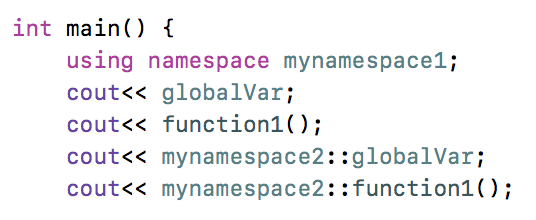 int main() {
    using namespace mynamespace1;
    cout<< globalVar;
    cout<< function1();
    cout<< mynamespace2::globalVar;
    cout<< mynamespace2::function1();